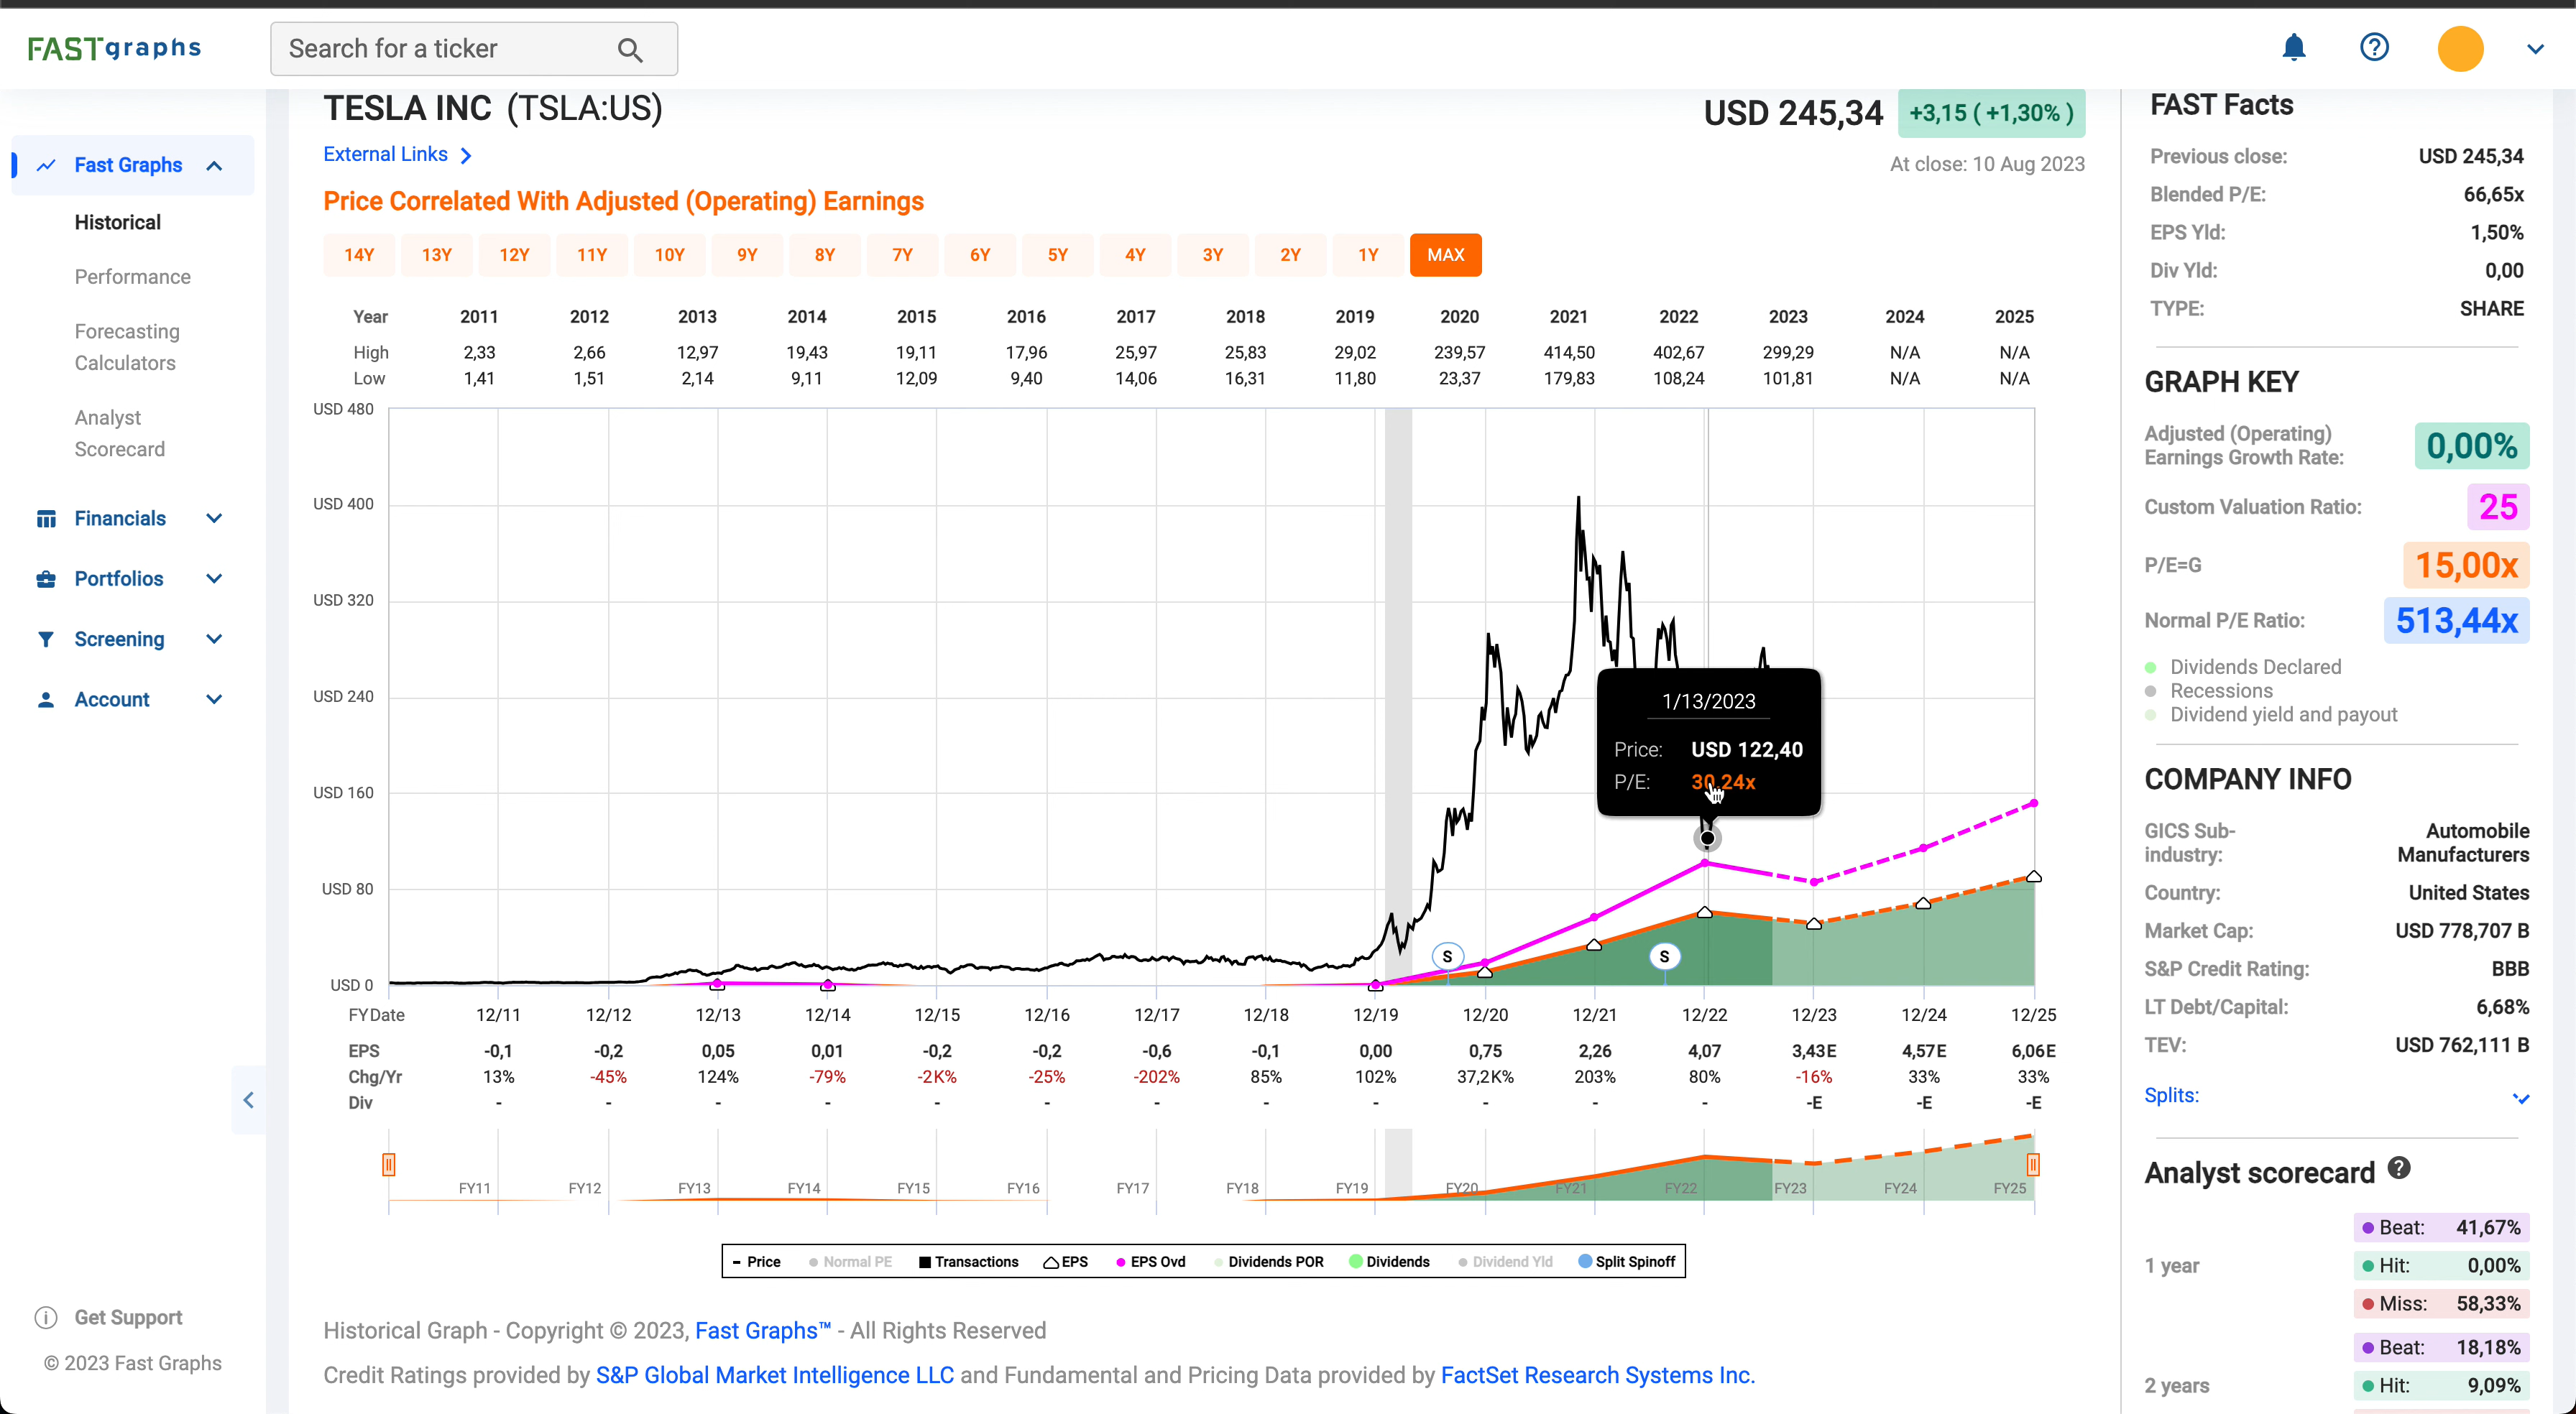 FASTgraphs
Search for a ticker
Fast Graphs
Historical
Performance
Forecasting
Calculators
Analyst
Scorecard
Financials
Portfolios
Screening
Account
Get Support
© 2023 Fast Graphs
TESLA INC (TSLA:US)
USD 245,34 +3,15 ( +1,30% )
External Links
At close: 10 Aug 2023
Price Correlated With Adjusted (Operating) Earnings
14Y 13Y 12Y 11Y 10Y 9Y 8Y 7Y 6Y 5Y 4Y 3Y 2Y 1Y MAX
Year 2011 2012 2013 2014 2015 2016 2017 2018 2019 2020 2021 2022 2023 2024 2025
High 2,33 2,66 12,97 19,43 19,11 17,96 25,97 25,83 29,02 239,57 414,50 402,67 299,29 N/A N/A
Low 1,41 1,51 2,14 9,11 12,09 9,40 14,06 16,31 11,80 23,37 179,83 108,24 101,81 N/A N/A
USD 480
USD 400
USD 320
USD 240
USD 160
USD 80
USD 0
1/13/2023
Price: USD 122,40
P/E: 30,24x
S S
FYDate 12/11 12/12 12/13 12/14 12/15 12/16 12/17 12/18 12/19 12/20 12/21 12/22 12/23 12/24 12/25
EPS -0,1 -0,2 0,05 0,01 -0,2 -0,2 -0,6 -0,1 0,00 0,75 2,26 4,07 3,43E 4,57E 6,06E
Chg/Yr 13% -45% 124% -79% -2K% -25% -202% 85% 102% 37,2K% 203% 80% -16% 33% 33%
Div - - - - - - - - - - - - -E -E -E
FY11 FY12 FY13 FY14 FY15 FY16 FY17 FY18 FY19 FY20 FY21 FY22 FY23 FY24 FY25
Price Normal PE Transactions EPS EPS Ovd Dividends POR Dividends Dividend Yld Split Spinoff
Historical Graph - Copyright © 2023, Fast Graphs™ - All Rights Reserved
Credit Ratings provided by S&P Global Market Intelligence LLC and Fundamental and Pricing Data provided by FactSet Research Systems Inc.
FAST Facts
Previous close: USD 245,34
Blended P/E: 66,65x
EPS Yld: 1,50%
Div Yld: 0,00
TYPE: SHARE
GRAPH KEY
Adjusted (Operating)
Earnings Growth Rate: 0,00%
Custom Valuation Ratio: 25
P/E=G 15,00x
Normal P/E Ratio: 513,44x
Dividends Declared
Recessions
Dividend yield and payout
COMPANY INFO
GICS Sub-
industry: Automobile
Manufacturers
Country: United States
Market Cap: USD 778,707 B
S&P Credit Rating: BBB
LT Debt/Capital: 6,68%
TEV: USD 762,111 B
Splits:
Analyst scorecard ?
Beat: 41,67%
1 year Hit: 0,00%
Miss: 58,33%
Beat: 18,18%
2 years Hit: 9,09%